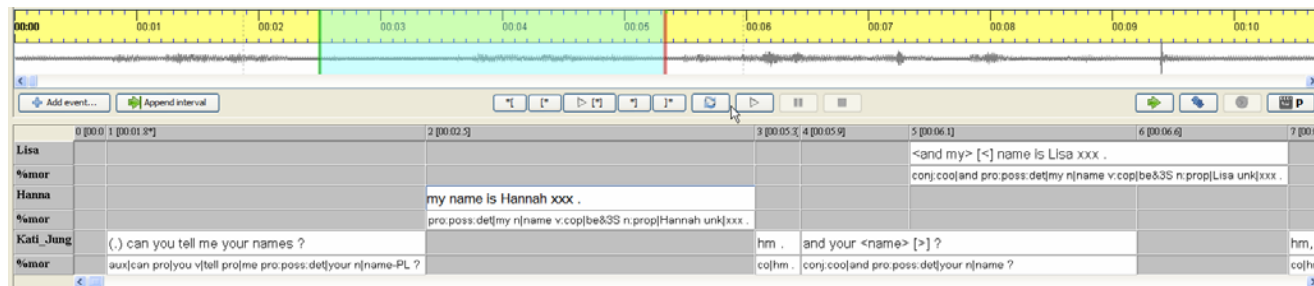 00:00 00:01 00:02 00:03 00:04 00:05 00:06 00:07 00:08 00:09 00:10
Add event... Append interval *[ [* [*] *] ]* P
0 [00:0 1 [00:01.8*] 2 [00:02.5] 3 [00:05.3( 4 [00:05.9] 5 [00:06.1] 6 [00:06.6] 7 [00:
Lisa <and my> [<] name is Lisa xxx .
%mor conj:coo|and pro:poss:det|my n|name v:cop|be&3S n:prop|Lisa unk|xxx .
Hanna my name is Hannah xxx .
%mor pro:poss:det|my n|name v:cop|be&3S n:prop|Hannah unk|xxx .
Kati_Jung (.) can you tell me your names ? hm . and your <name> [>] ? hm,
%mor aux|can pro|you v|tell pro|me pro:poss:det|your n|name-PL ? co|hm . conj:coo|and pro:poss:det|your n|name ? co|h